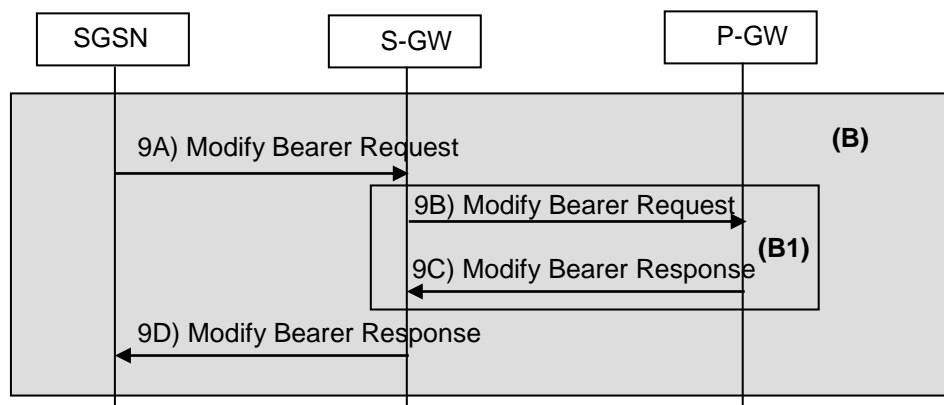 SGSN
S-GW
P-GW
(B)
9A) Modify Bearer Request
9B) Modify Bearer Request
(B1)
9C) Modify Bearer Response
9D) Modify Bearer Response